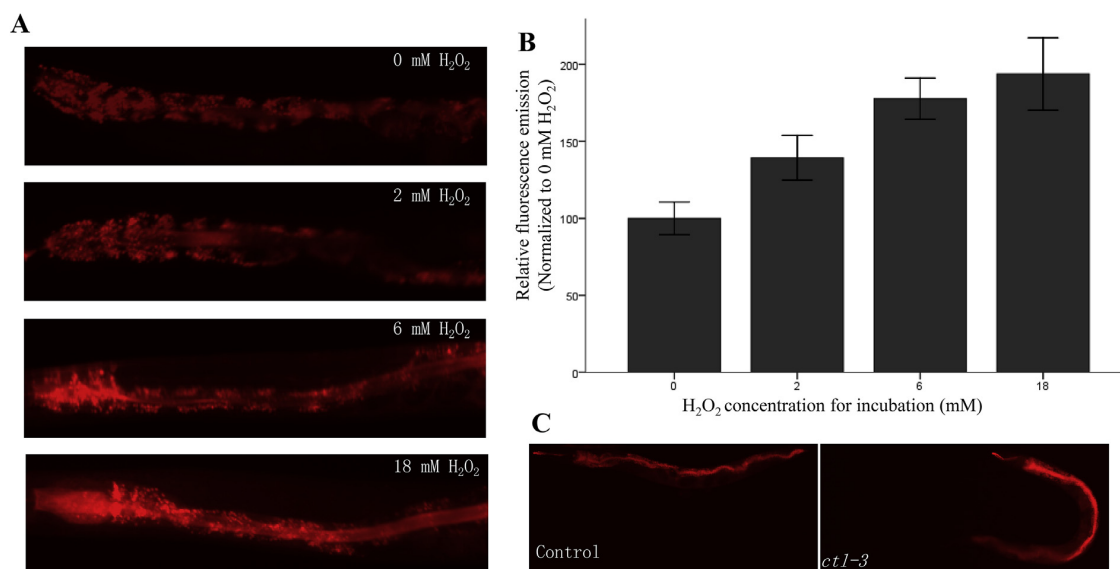 A
0 mM H₂O₂
2 mM H₂O₂
6 mM H₂O₂
18 mM H₂O₂
B
Relative fluorescence emission
(Normalized to 0 mM H₂O₂)
200
150
100
50
0
0
2
6
18
H₂O₂ concentration for incubation (mM)
C
Control
ctl-3